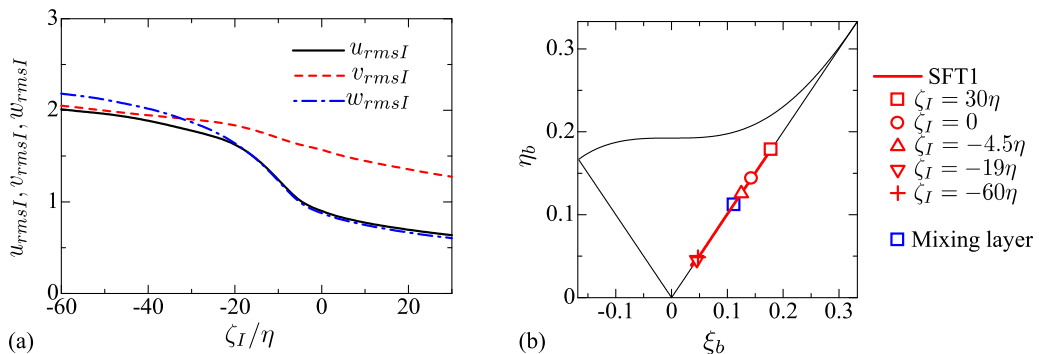 3
2
1
0
-60
-40
-20
0
20
u_{rmsI}, v_{rmsI}, w_{rmsI}
ζ_I/η
u_{rmsI}
v_{rmsI}
w_{rmsI}
(a)
0.3
0.2
0.1
0
-0.1
0
0.1
0.2
0.3
η_b
ξ_b
(b)
SFT1
ζ_I = 30η
ζ_I = 0
ζ_I = −4.5η
ζ_I = −19η
ζ_I = −60η
Mixing layer